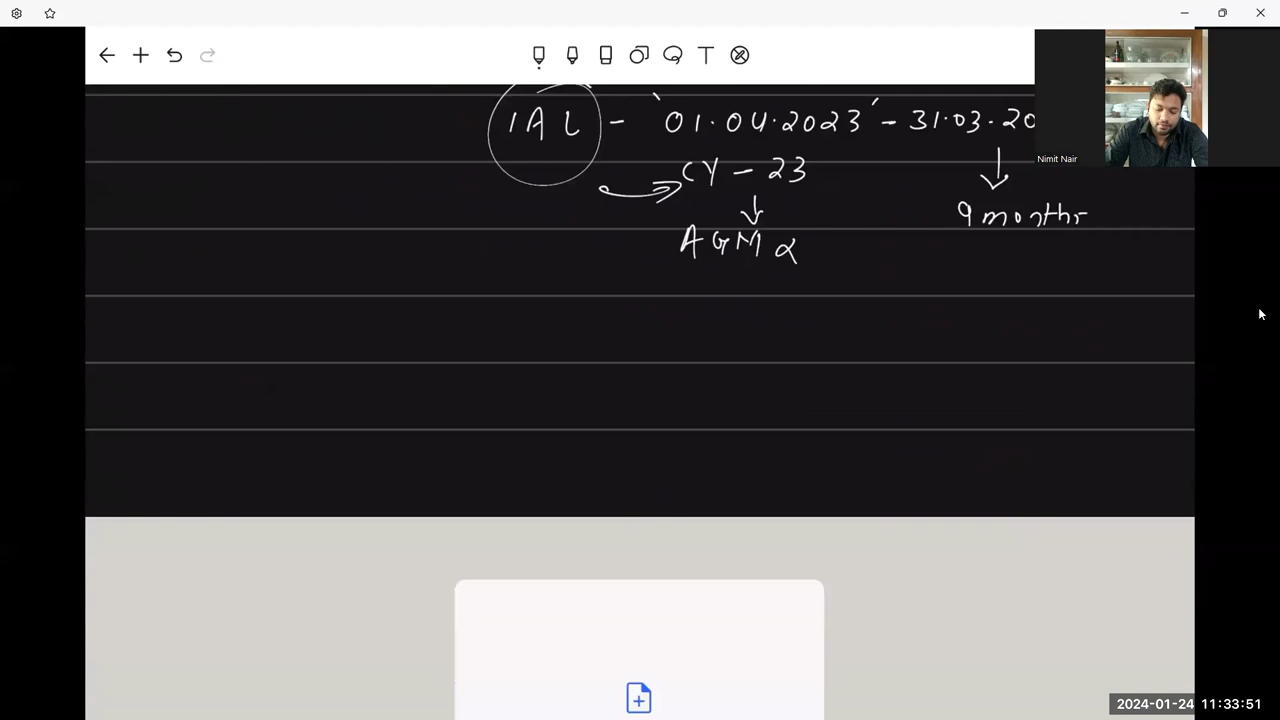 IAL - '01.04.2023' - 31.03.20
CY - 23
9 months
AGM
Nimit Nair
2024-01-24 11:33:51